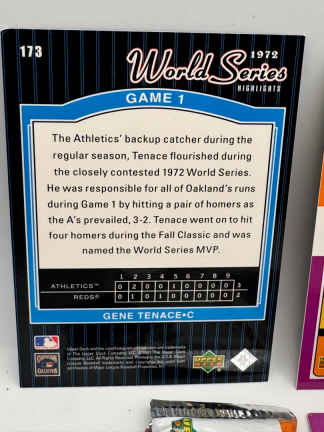 173
1972
World Series
HIGHLIGHTS
GAME 1
The Athletics' backup catcher during the
regular season, Tenace flourished during
the closely contested 1972 World Series.
He was responsible for all of Oakland's runs
during Game 1 by hitting a pair of homers as
the A's prevailed, 3-2. Tenace went on to hit
four homers during the Fall Classic and was
named the World Series MVP.
1 2 3 4 5 6 7 8 9
ATHLETICS™ 0 2 0 0 1 0 0 0 0 3
REDS® 0 1 0 1 0 0 0 0 0 2
GENE TENACE•C
UPPER DECK